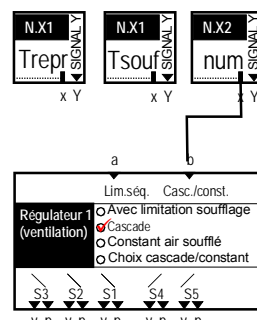 N.X1 N.X1 N.X2
Trepr SIGNAL Y Tsouf SIGNAL Y num SIGNAL Y
x Y x Y x Y
a b
Lim.séq. Casc./const.
Régulateur 1
(ventilation)
Avec limitation soufflage
Cascade
Constant air soufflé
Choix cascade/constant
S3 S2 S1 S4 S5